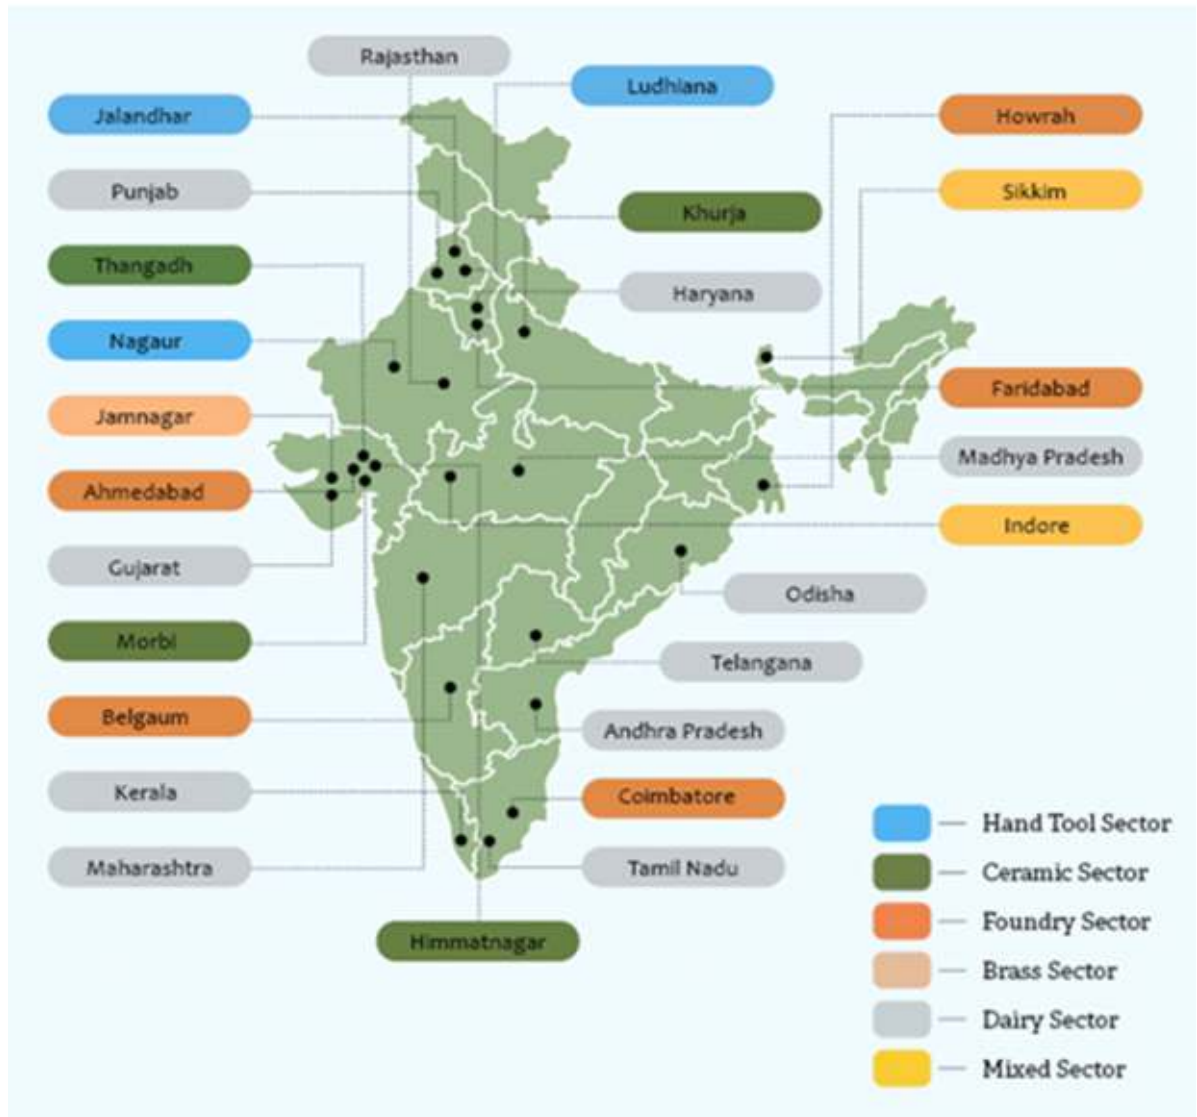 Rajasthan
Ludhiana
Jalandhar
Howrah
Punjab
Sikkim
Khurja
Thangadh
Haryana
Nagaur
Faridabad
Jamnagar
Madhya Pradesh
Ahmedabad
Indore
Gujarat
Odisha
Morbi
Telangana
Belgaum
Andhra Pradesh
Kerala
Coimbatore
Maharashtra
Tamil Nadu
Himmatnagar
Hand Tool Sector
Ceramic Sector
Foundry Sector
Brass Sector
Dairy Sector
Mixed Sector